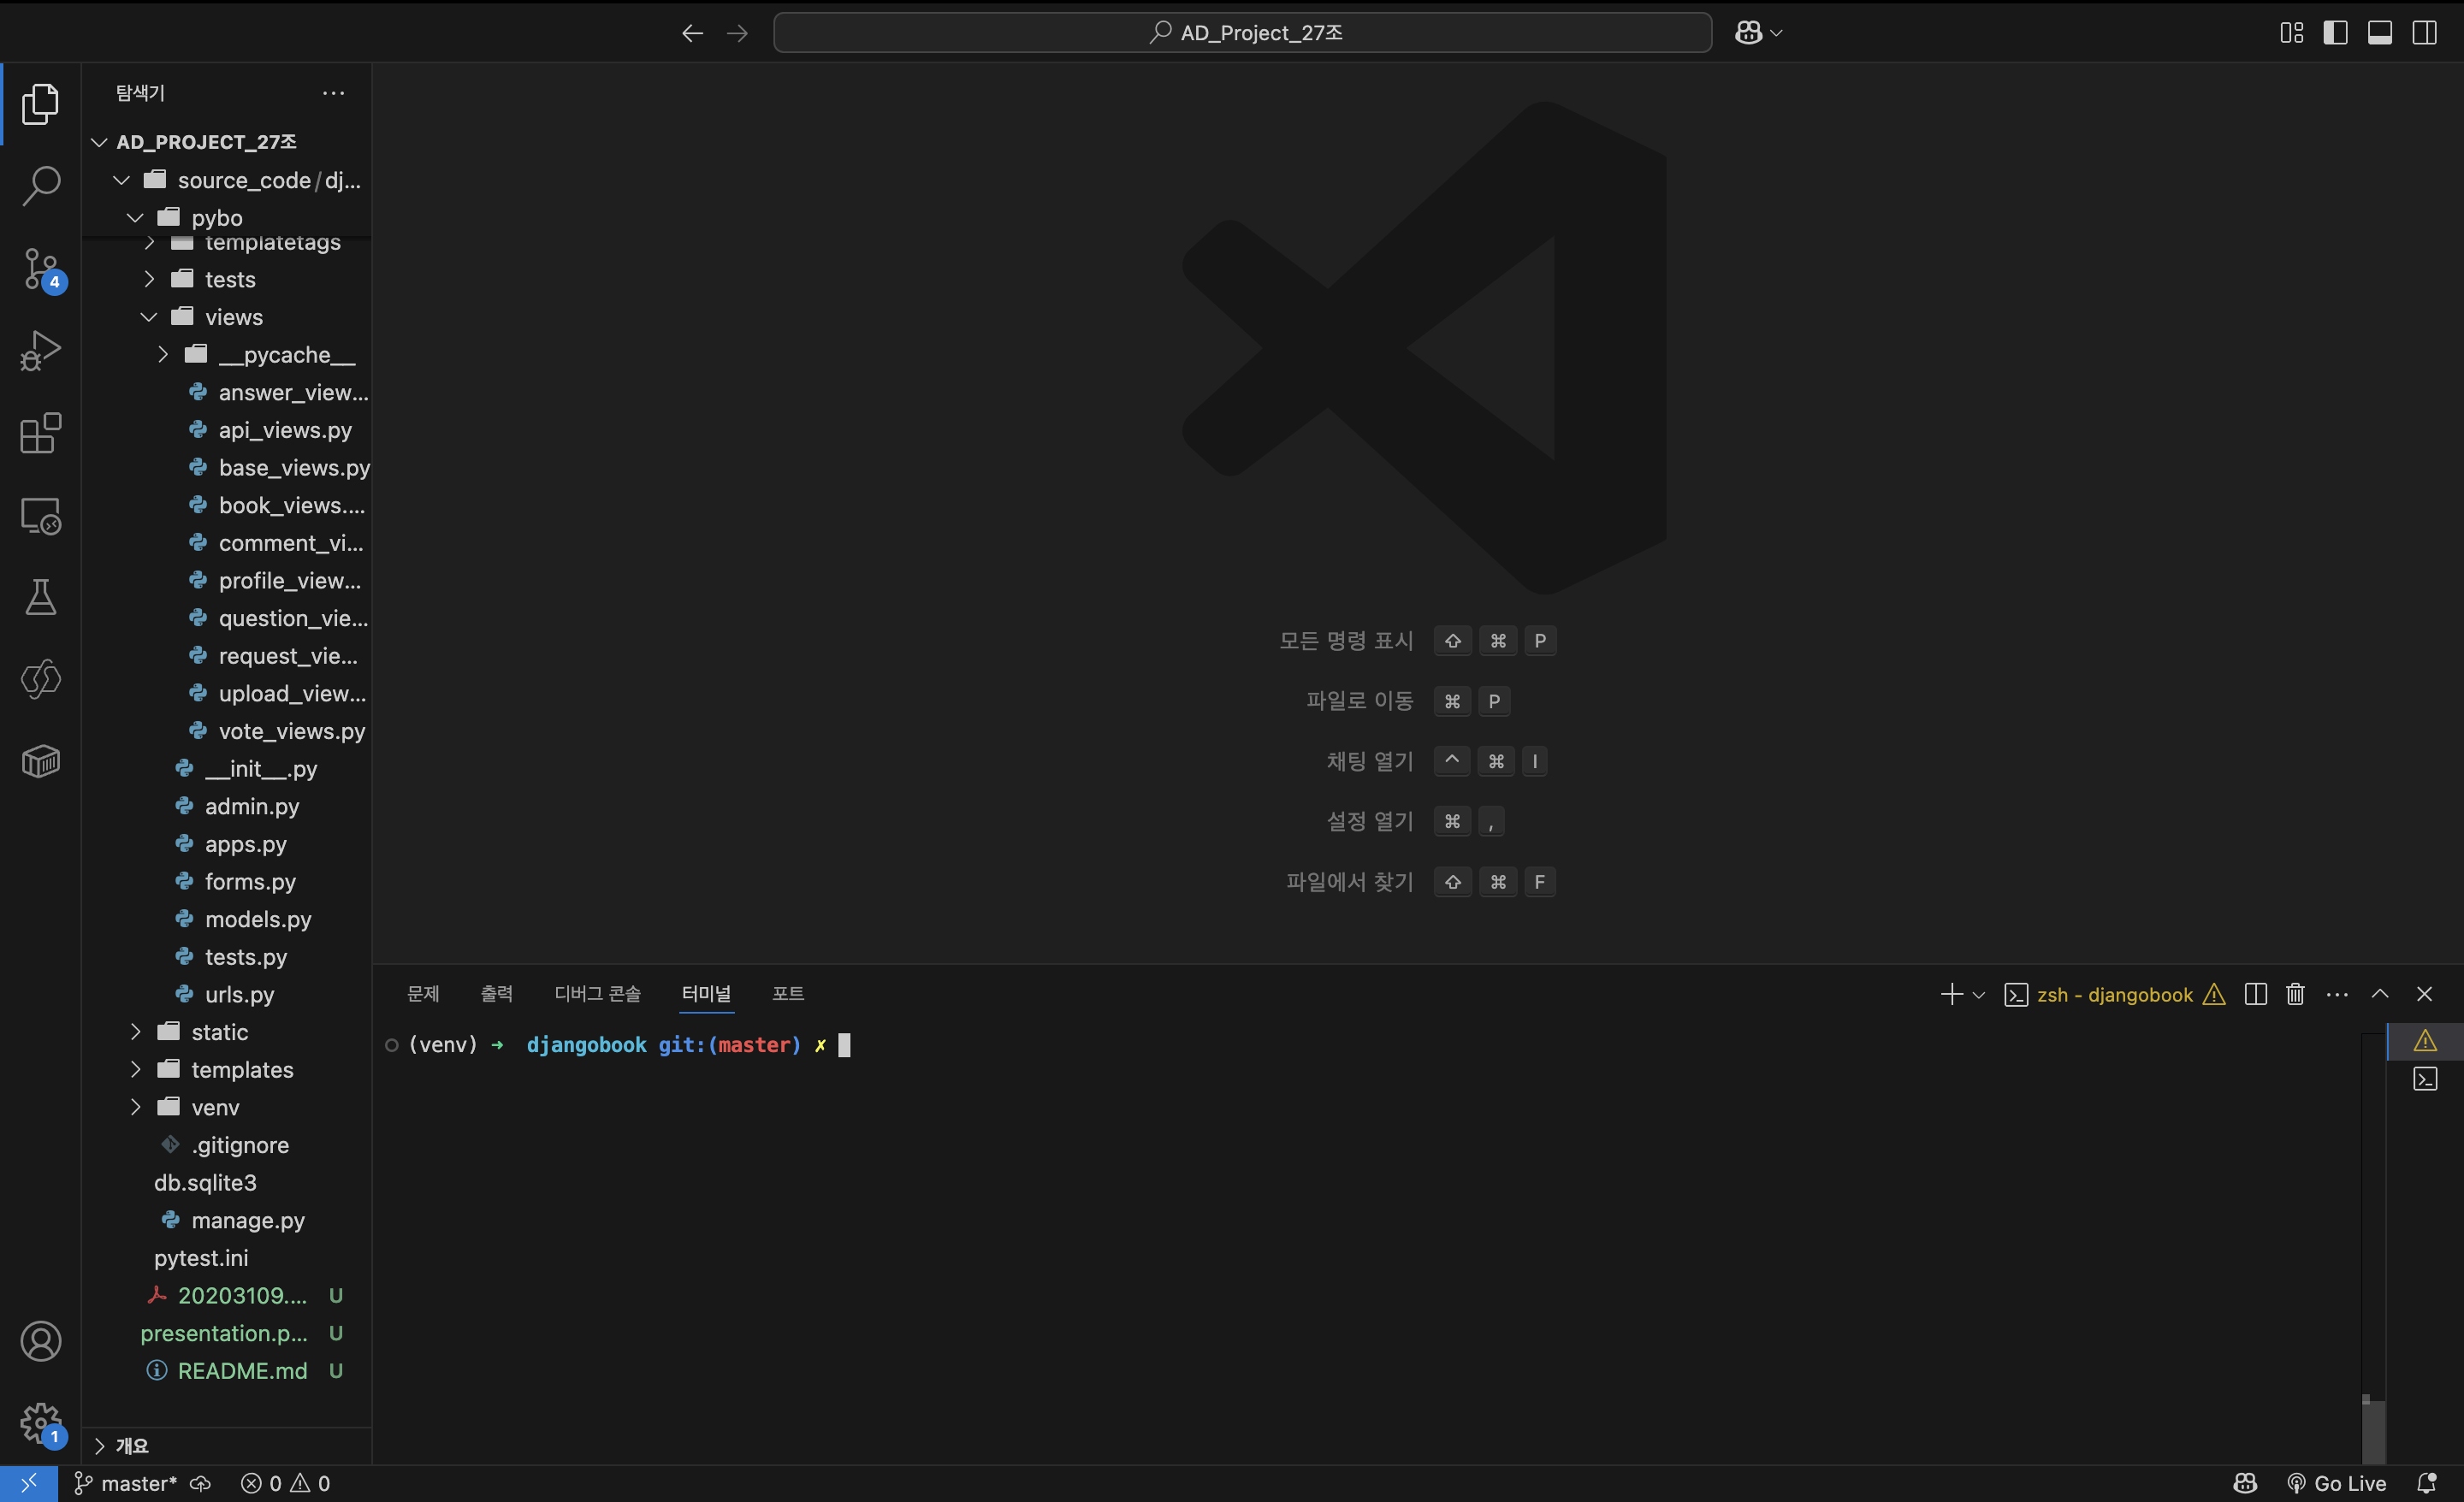 AD_Project_27조
탐색기
AD_PROJECT_27조
source_code/dj...
pybo
templatetags
tests
views
__pycache__
answer_view...
api_views.py
base_views.py
book_views....
comment_vi...
profile_view...
question_vie...
request_vie...
upload_view...
vote_views.py
__init__.py
admin.py
apps.py
forms.py
models.py
tests.py
urls.py
static
templates
venv
.gitignore
db.sqlite3
manage.py
pytest.ini
20203109.... U
presentation.p... U
README.md U
개요
4
1
모든 명령 표시 ⇧ ⌘ P
파일로 이동 ⌘ P
채팅 열기 ^ ⌘ I
설정 열기 ⌘ ,
파일에서 찾기 ⇧ ⌘ F
문제 출력 디버그 콘솔 터미널 포트
zsh - djangobook
(venv) ➜ djangobook git:(master) ✗
master* 0 0
Go Live